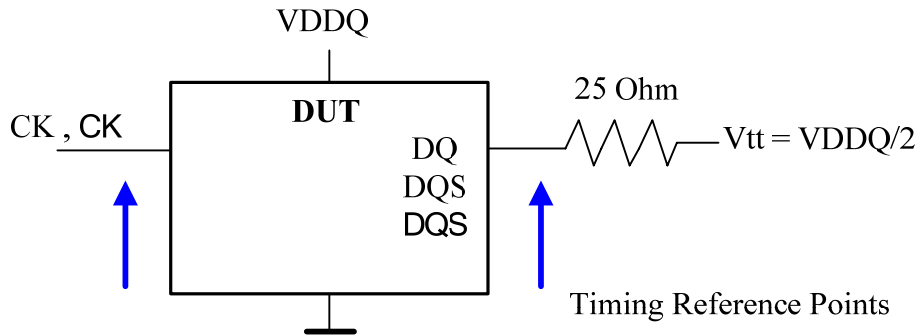 VDDQ
DUT
25 Ohm
CK , CK
DQ
Vtt = VDDQ/2
DQS
DQS
Timing Reference Points